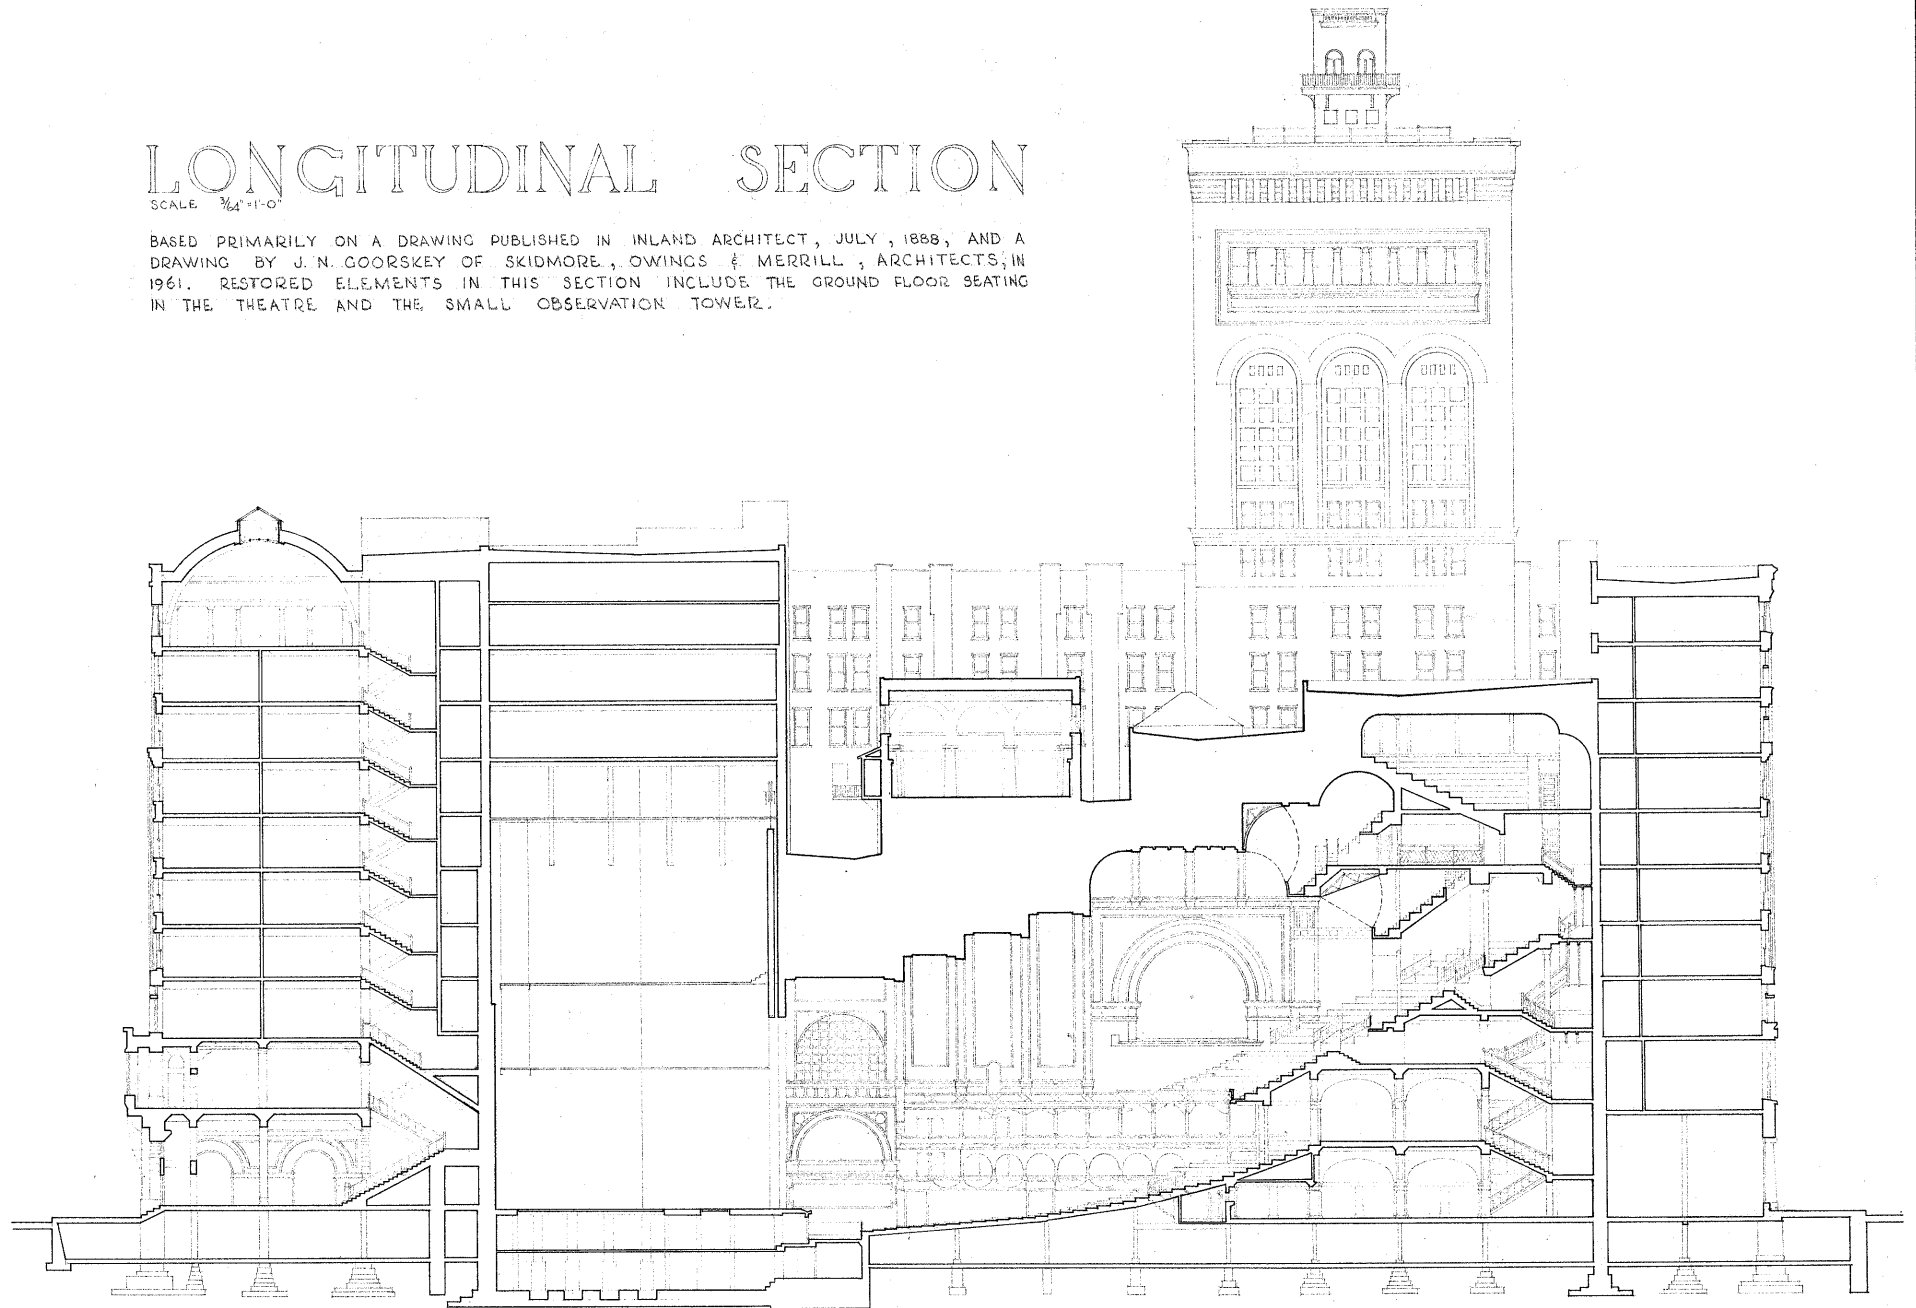 LONGITUDINAL SECTION
SCALE 3/64" = 1'-0"
BASED PRIMARILY ON A DRAWING PUBLISHED IN INLAND ARCHITECT, JULY, 1888, AND A
DRAWING BY J. N. GOORSKEY OF SKIDMORE, OWINGS & MERRILL, ARCHITECTS, IN
1961. RESTORED ELEMENTS IN THIS SECTION INCLUDE THE GROUND FLOOR SEATING
IN THE THEATRE AND THE SMALL OBSERVATION TOWER.